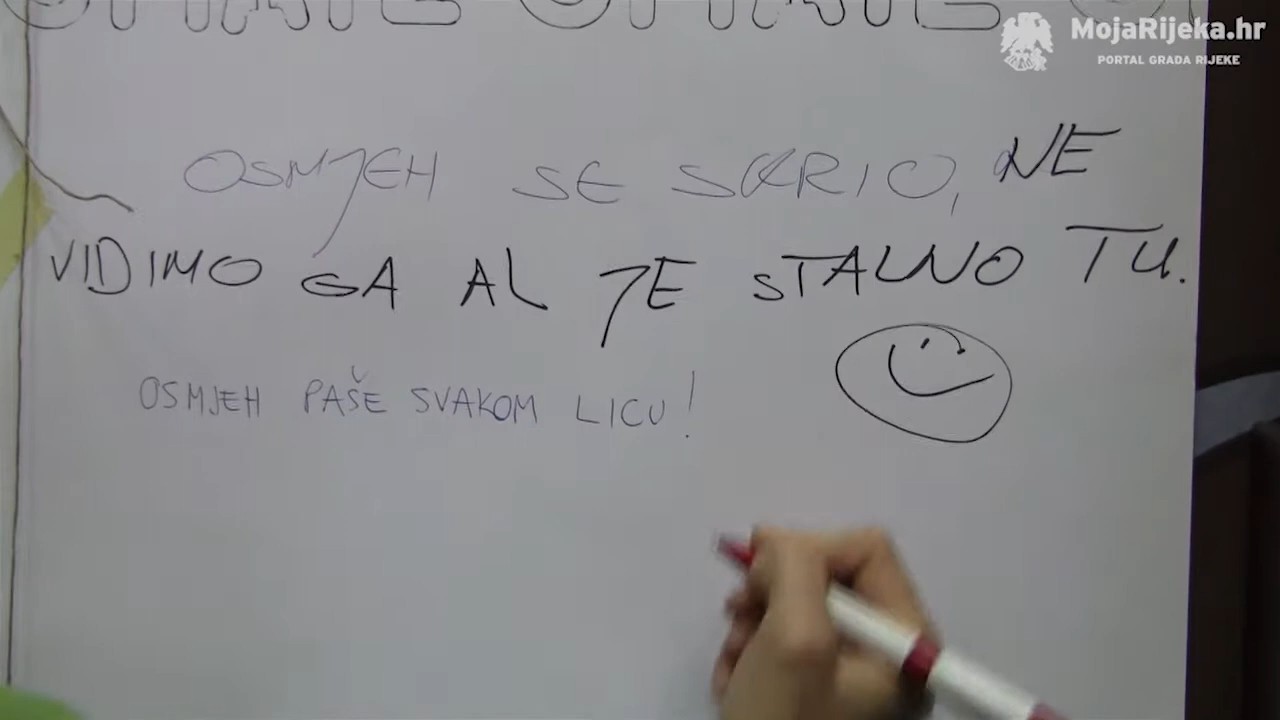 MojaRijeka.hr
PORTAL GRADA RIJEKE
OSMJEH SE SKRIO, NE
VIDIMO GA AL JE STALNO TU.
OSMJEH PAŠE SVAKOM LICU!